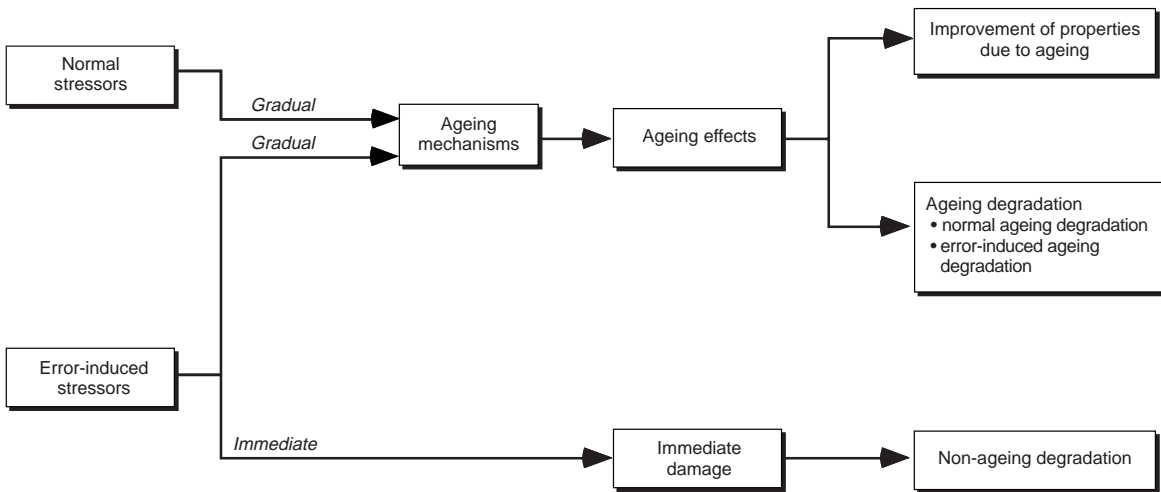 Normal
stressors
Gradual
Gradual
Ageing
mechanisms
Ageing effects
Improvement of properties
due to ageing
Ageing degradation
• normal ageing degradation
• error-induced ageing
degradation
Error-induced
stressors
Immediate
Immediate
damage
Non-ageing degradation